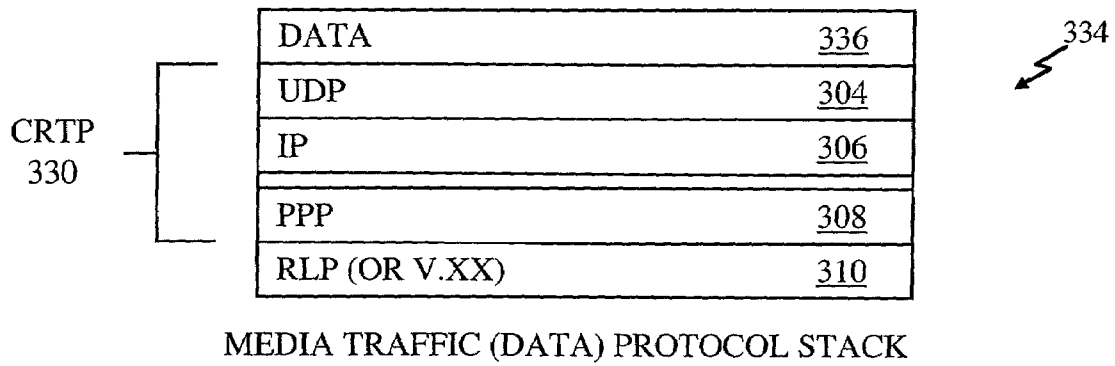 DATA 336
334
UDP 304
CRTP
330
IP 306
PPP 308
RLP (OR V.XX) 310
MEDIA TRAFFIC (DATA) PROTOCOL STACK